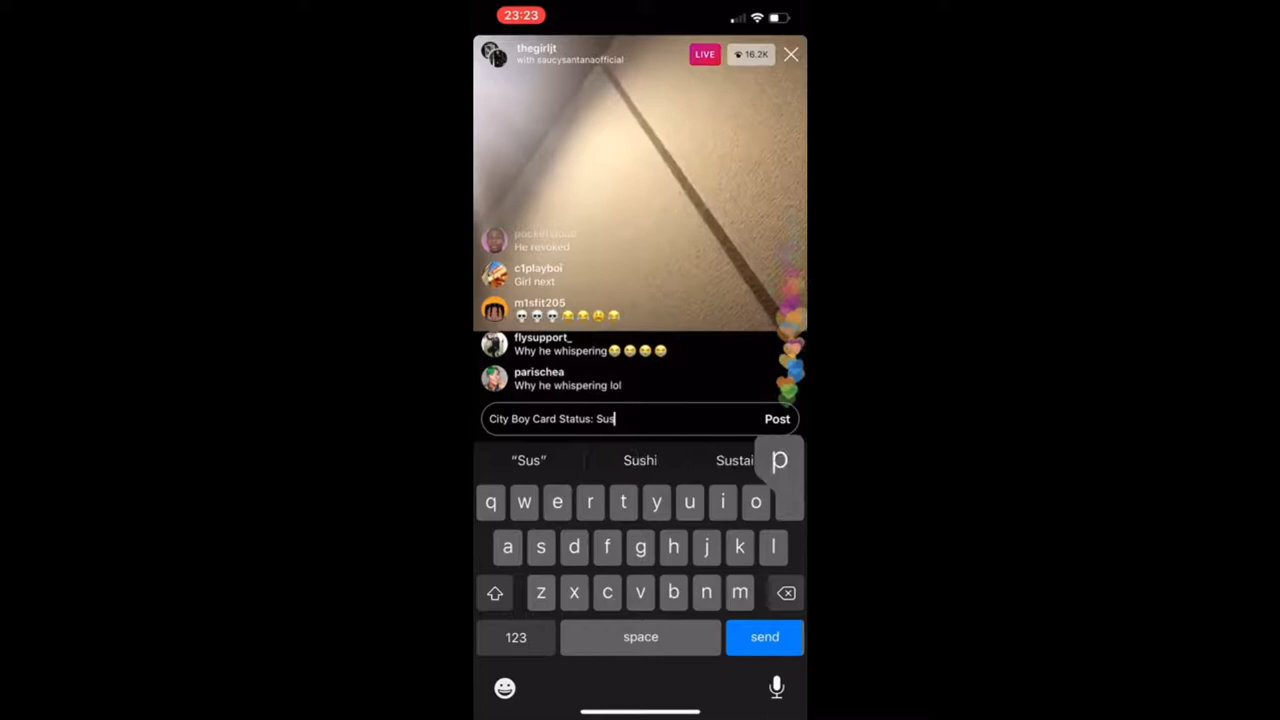 23:23
thegirljt
with saucysantanaofficial
LIVE
16.2K
He revoked
c1playboi
Girl next
m1sfit205
💀💀💀😂😂😩😂
flysupport_
Why he whispering😂😂😂😂
parischea
Why he whispering lol
City Boy Card Status: Sus
Post
“Sus”
Sushi
Sustai
p
q w e r t y u i o
a s d f g h j k l
z x c v b n m
123
space
send